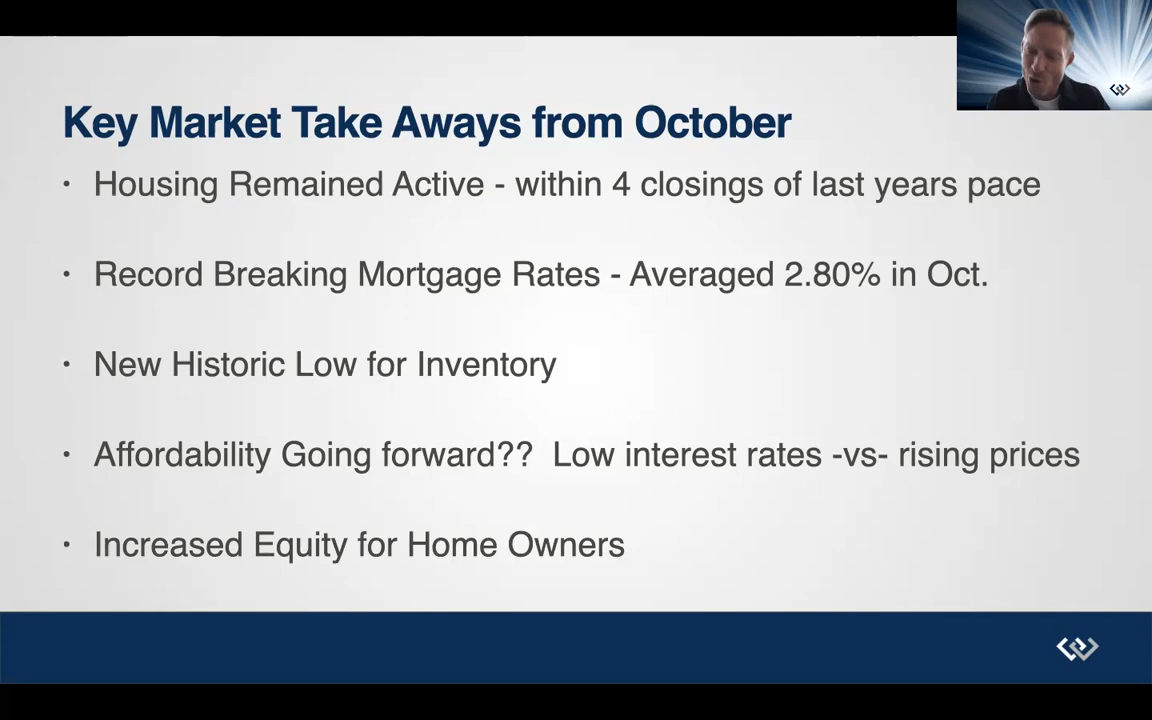 Key Market Take Aways from October
· Housing Remained Active - within 4 closings of last years pace
· Record Breaking Mortgage Rates - Averaged 2.80% in Oct.
· New Historic Low for Inventory
· Affordability Going forward??  Low interest rates -vs- rising prices
· Increased Equity for Home Owners